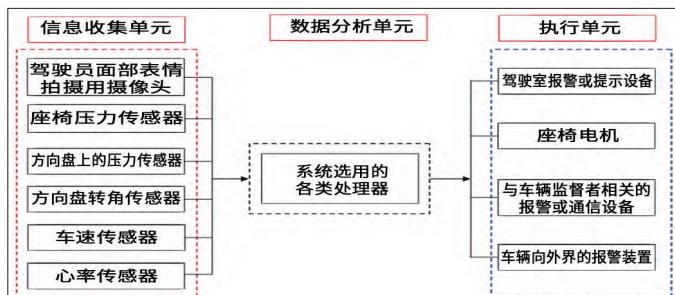 信息收集单元
数据分析单元
执行单元
驾驶员面部表情
拍摄用摄像头
座椅压力传感器
方向盘上的压力传感器
方向盘转角传感器
车速传感器
心率传感器
系统选用的
各类处理器
驾驶室报警或提示设备
座椅电机
与车辆监督者相关的
报警或通信设备
车辆向外界的报警装置